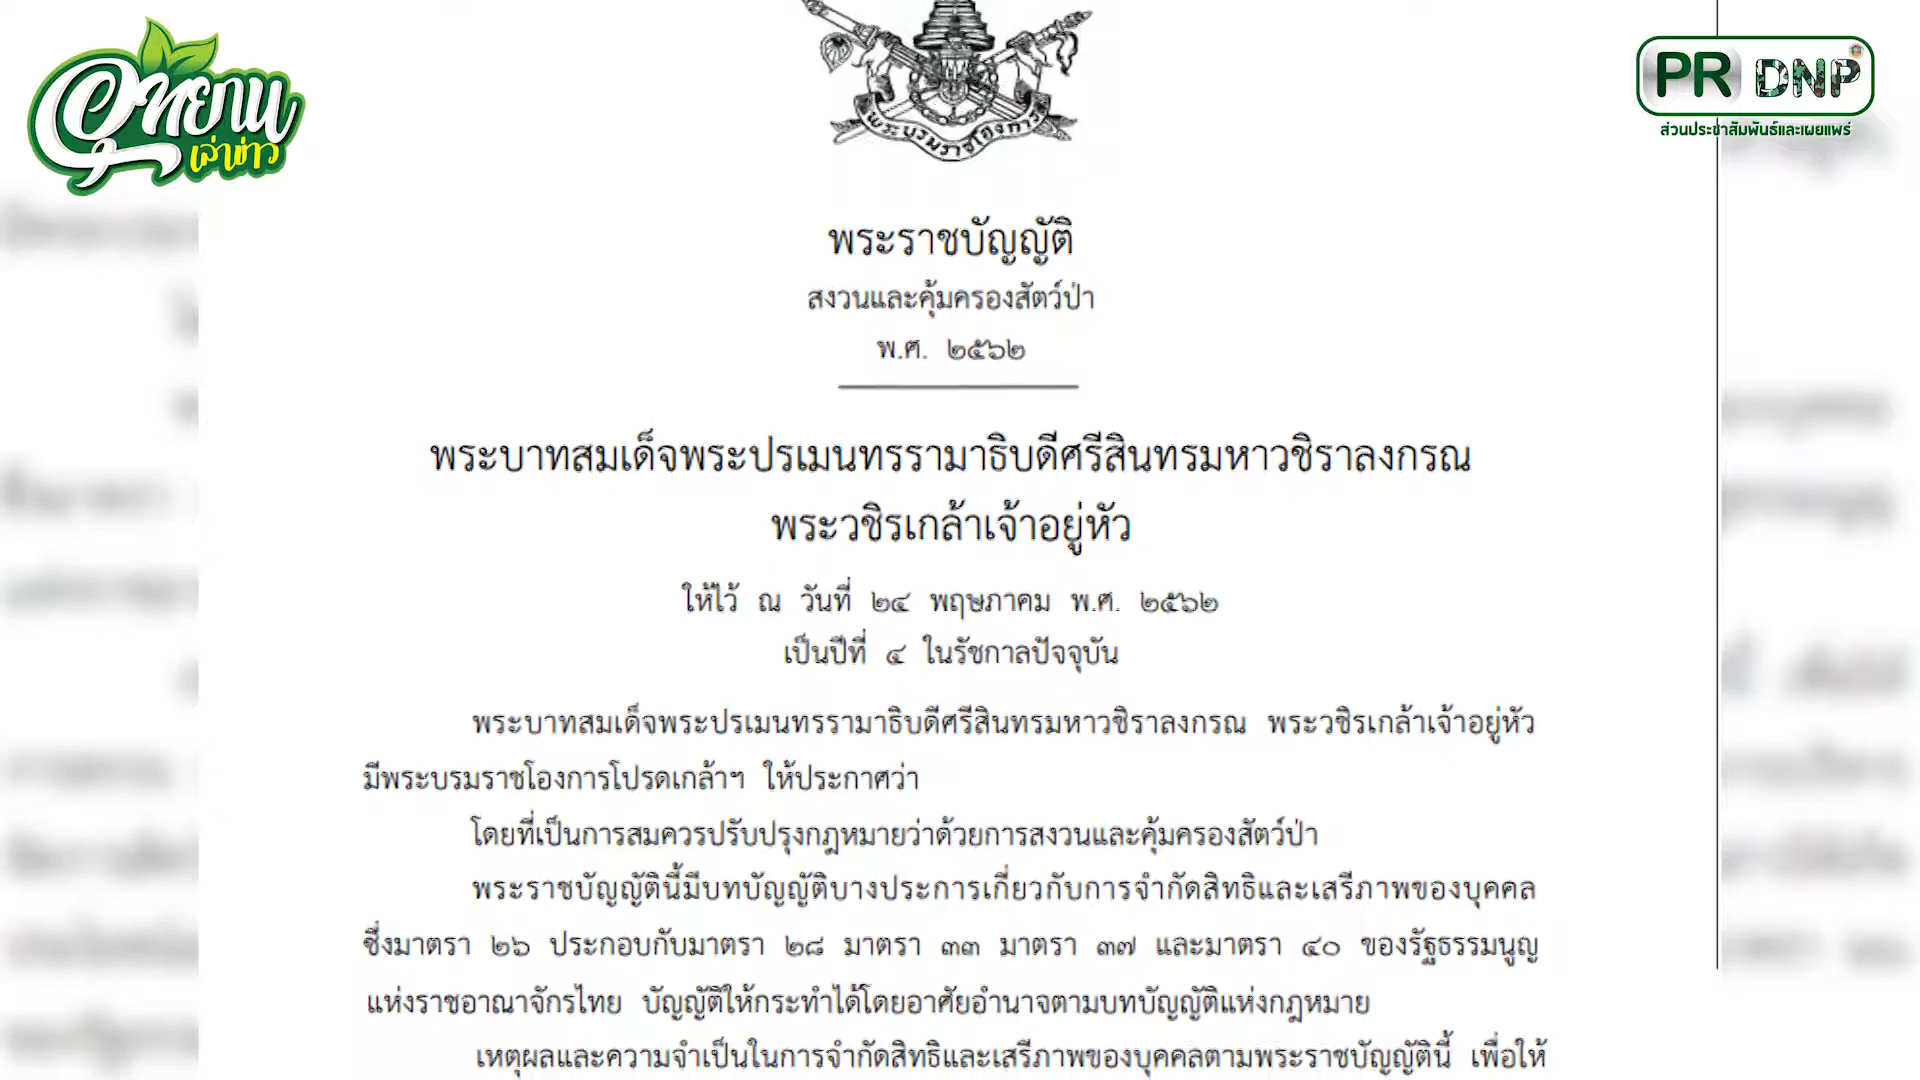 อุทยาน
เล่าข่าว
PR DNP
ส่วนประชาสัมพันธ์และเผยแพร่
พระบรมราชโองการ
พระราชบัญญัติ
สงวนและคุ้มครองสัตว์ป่า
พ.ศ. ๒๕๖๒
พระบาทสมเด็จพระปรเมนทรรามาธิบดีศรีสินทรมหาวชิราลงกรณ
พระวชิรเกล้าเจ้าอยู่หัว
ให้ไว้ ณ วันที่ ๒๔ พฤษภาคม พ.ศ. ๒๕๖๒
เป็นปีที่ ๔ ในรัชกาลปัจจุบัน
พระบาทสมเด็จพระปรเมนทรรามาธิบดีศรีสินทรมหาวชิราลงกรณ พระวชิรเกล้าเจ้าอยู่หัว
มีพระบรมราชโองการโปรดเกล้าฯ ให้ประกาศว่า
โดยที่เป็นการสมควรปรับปรุงกฎหมายว่าด้วยการสงวนและคุ้มครองสัตว์ป่า
พระราชบัญญัตินี้มีบทบัญญัติบางประการเกี่ยวกับการจำกัดสิทธิและเสรีภาพของบุคคล
ซึ่งมาตรา ๒๖ ประกอบกับมาตรา ๒๘ มาตรา ๓๓ มาตรา ๓๗ และมาตรา ๔๐ ของรัฐธรรมนูญ
แห่งราชอาณาจักรไทย บัญญัติให้กระทำได้โดยอาศัยอำนาจตามบทบัญญัติแห่งกฎหมาย
เหตุผลและความจำเป็นในการจำกัดสิทธิและเสรีภาพของบุคคลตามพระราชบัญญัตินี้ เพื่อให้